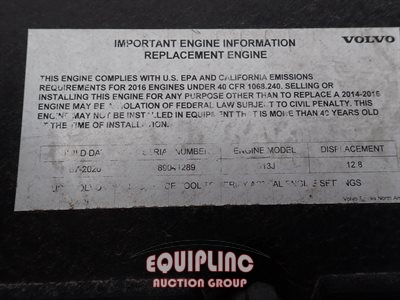 IMPORTANT ENGINE INFORMATION
VOLVO
REPLACEMENT ENGINE
THIS ENGINE COMPLIES WITH U.S. EPA AND CALIFORNIA EMISSIONS
REQUIREMENTS FOR 2016 ENGINES UNDER 40 CFR 1068.240. SELLING OR
INSTALLING THIS ENGINE FOR ANY PURPOSE OTHER THAN TO REPLACE A 2014-2016
ENGINE MAY BE A VIOLATION OF FEDERAL LAW SUBJECT TO CIVIL PENALTY. THIS
ENGINE MAY NOT BE INSTALLED IN EQUIPMENT THAT IS MORE THAN 40 YEARS OLD
THE TIME OF INSTALLATION.
SERIAL NUMBER
ENGINE MODEL
DISPLACEMENT
12.8
EQUIPLINC
AUCTION GROUP